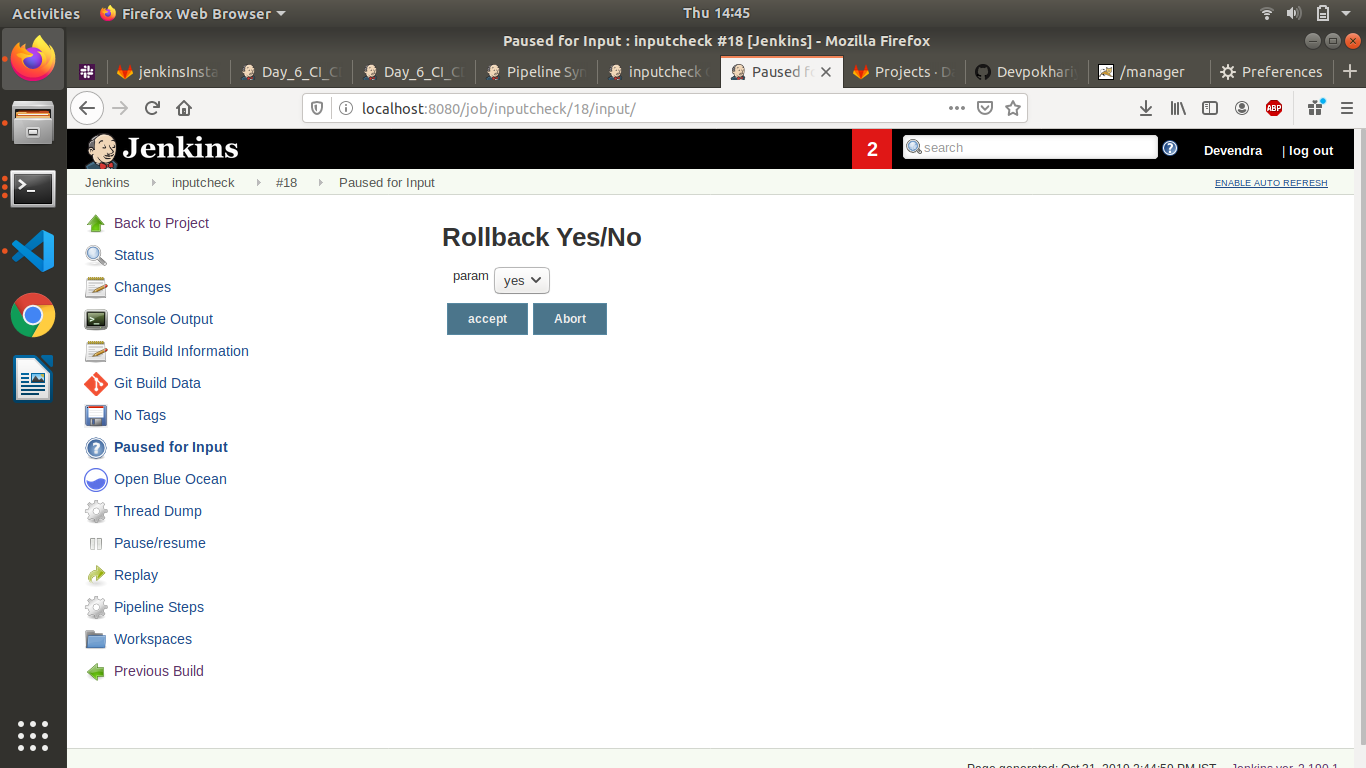 Activities Firefox Web Browser Thu 14:45
Paused for Input : inputcheck #18 [Jenkins] - Mozilla Firefox
jenkinsInsta Day_6_CI_C Day_6_CI_C Pipeline Syn inputcheck Paused f Projects · D Devpokhari /manager Preferences
localhost:8080/job/inputcheck/18/input/ ABP
Jenkins 2 search Devendra | log out
Jenkins inputcheck #18 Paused for Input ENABLE AUTO REFRESH
Back to Project
Status
Changes
Console Output
Edit Build Information
Git Build Data
No Tags
Paused for Input
Open Blue Ocean
Thread Dump
Pause/resume
Replay
Pipeline Steps
Workspaces
Previous Build
Rollback Yes/No
param yes
accept Abort
Page generated: Oct 31, 2019 2:44:59 PM IST Jenkins ver. 2.190.1